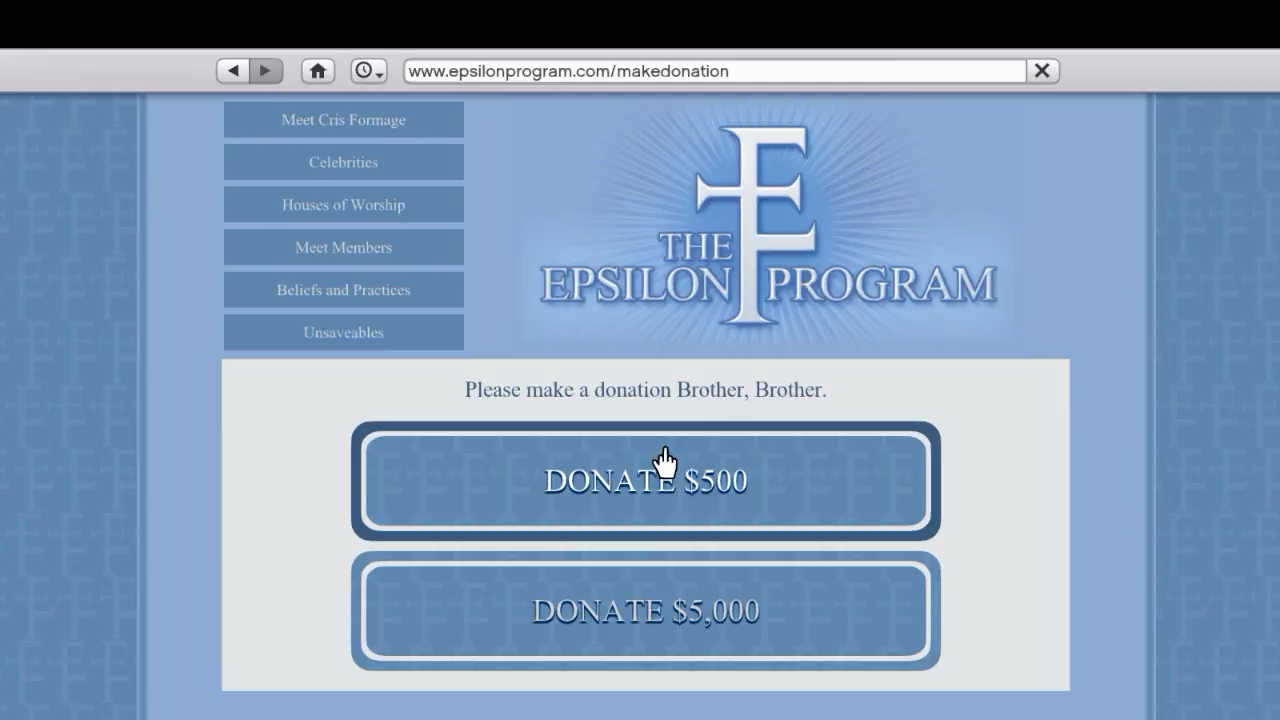 www.epsilonprogram.com/makedonation
Meet Cris Formage
Celebrities
Houses of Worship
Meet Members
Beliefs and Practices
Unsaveables
THE
EPSILON PROGRAM
Please make a donation Brother, Brother.
DONATE $500
DONATE $5,000